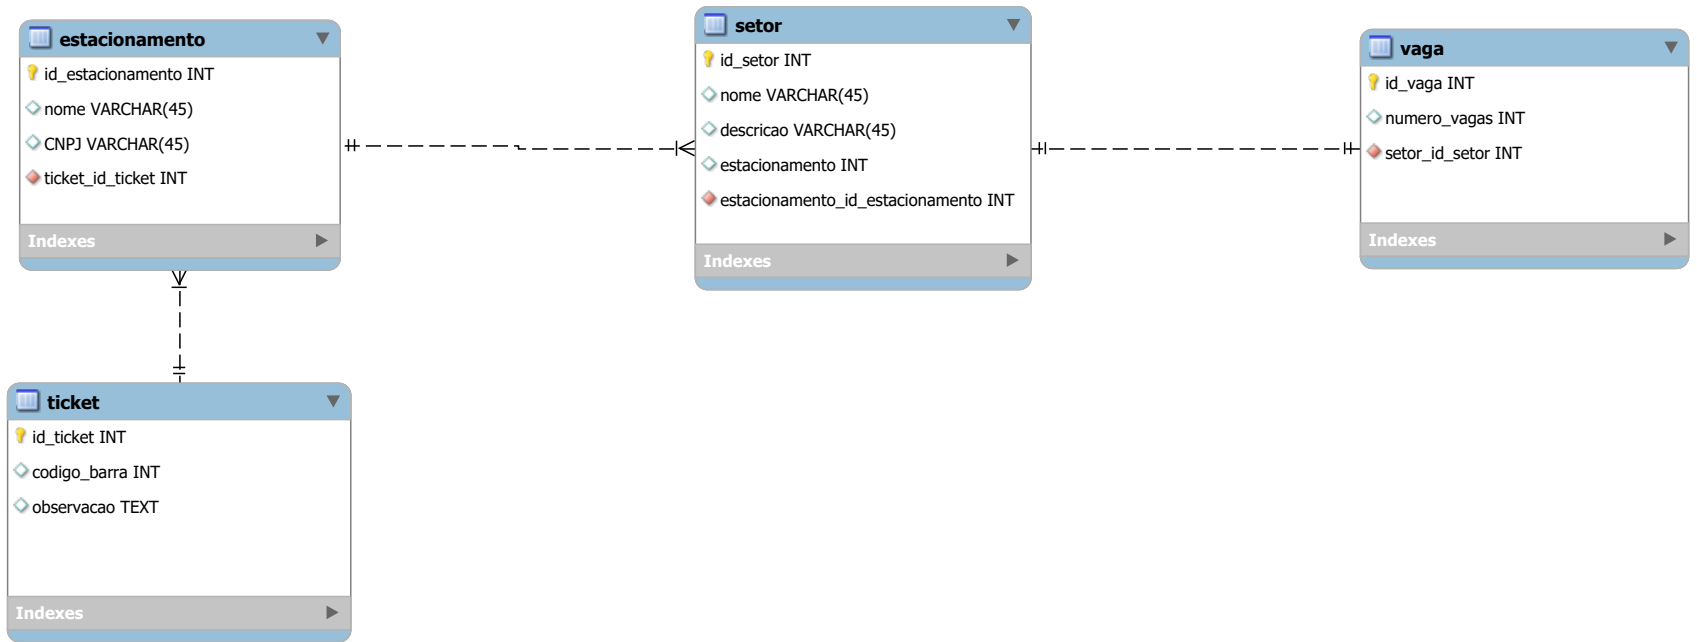 estacionamento
id_estacionamento INT
nome VARCHAR(45)
CNPJ VARCHAR(45)
ticket_id_ticket INT
Indexes
setor
id_setor INT
nome VARCHAR(45)
descricao VARCHAR(45)
estacionamento INT
estacionamento_id_estacionamento INT
Indexes
vaga
id_vaga INT
numero_vagas INT
setor_id_setor INT
Indexes
ticket
id_ticket INT
codigo_barra INT
observacao TEXT
Indexes